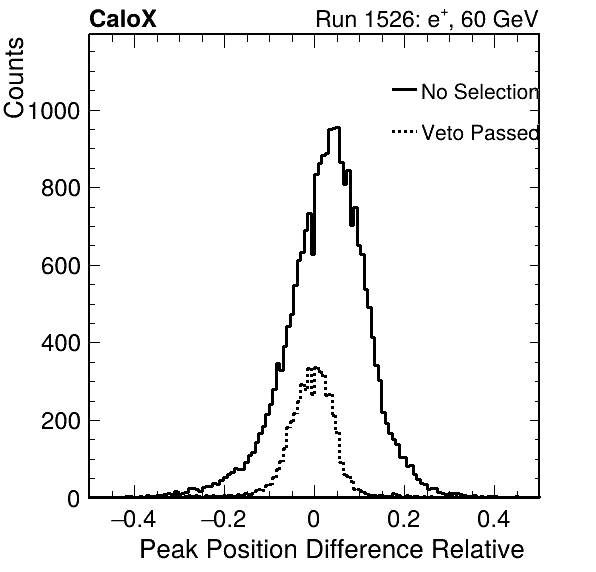 CaloX Run 1526: e⁺, 60 GeV
Counts
No Selection
Veto Passed
1000
800
600
400
200
0
−0.4 −0.2 0 0.2 0.4
Peak Position Difference Relative